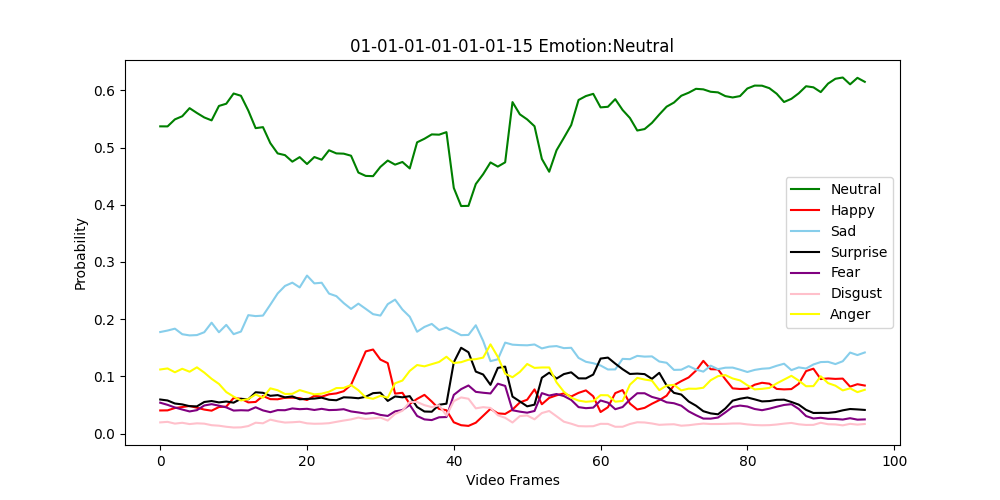 01-01-01-01-01-01-15 Emotion:Neutral
Probability
0.6
0.5
0.4
0.3
0.2
0.1
0.0
Neutral
Happy
Sad
Surprise
Fear
Disgust
Anger
0 20 40 60 80 100
Video Frames